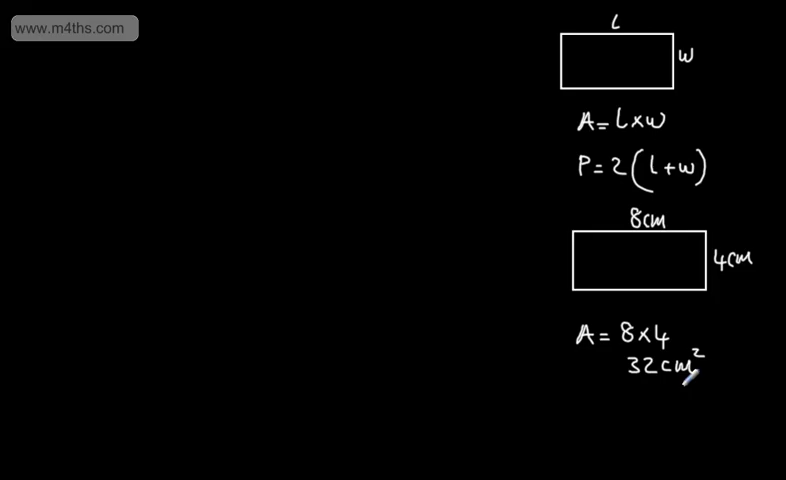 www.m4ths.com
L
W
A = L x W
P = 2 ( L + W )
8cm
4cm
A = 8 x 4
32cm²